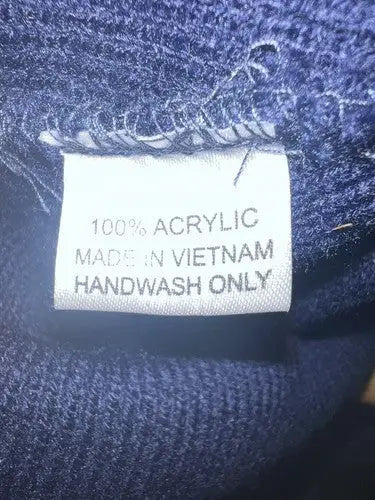 100% ACRYLIC
MADE IN VIETNAM
HANDWASH ONLY